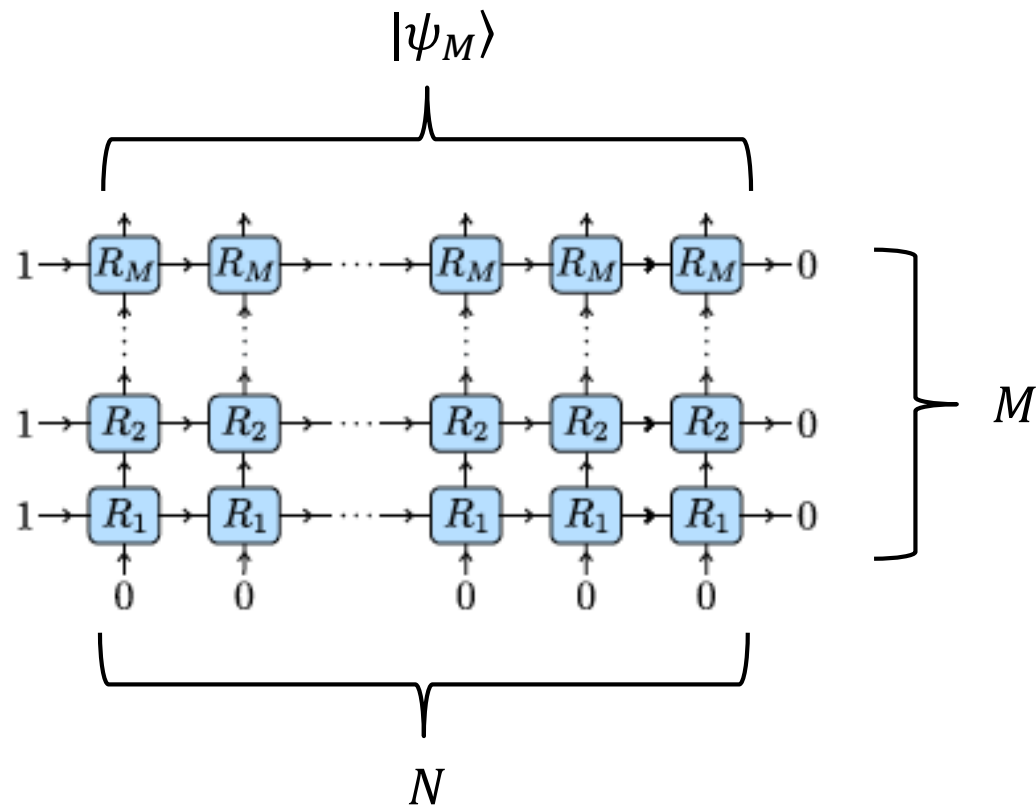 |ψ_M⟩
1 R_M R_M ··· R_M R_M R_M 0
1 R_2 R_2 ··· R_2 R_2 R_2 0
M
1 R_1 R_1 ··· R_1 R_1 R_1 0
0 0 0 0 0
N